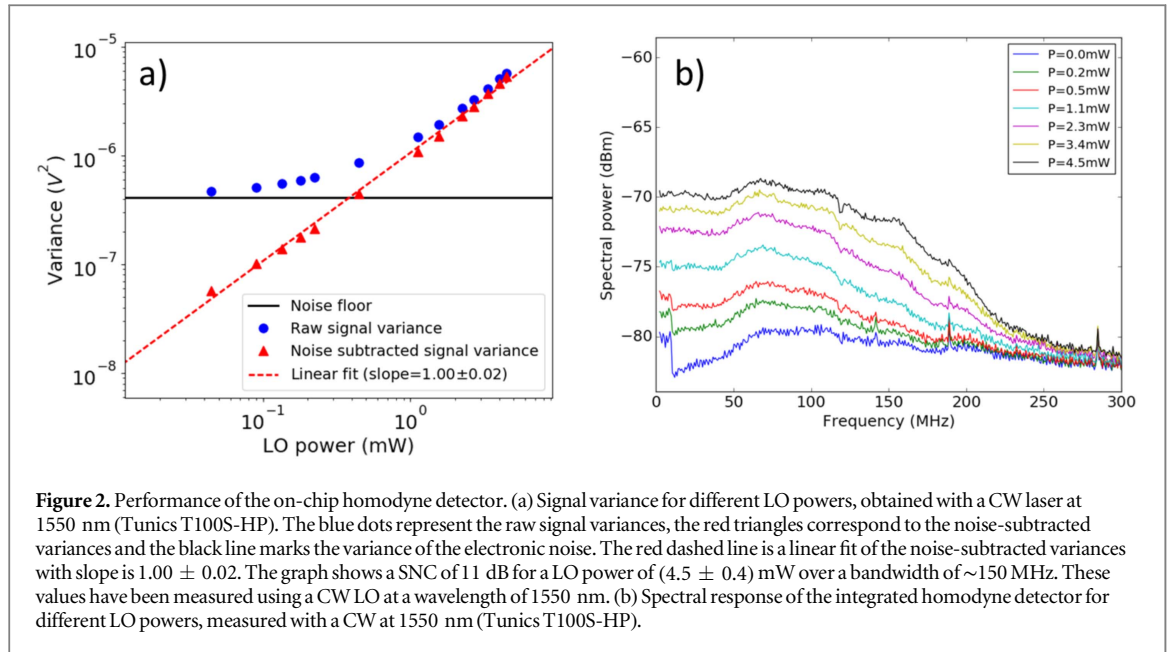 a)
10^-5
10^-6
10^-7
10^-8
Variance (V^2)
Noise floor
Raw signal variance
Noise subtracted signal variance
Linear fit (slope=1.00±0.02)
10^-1
10^0
LO power (mW)
b)
−60
−65
−70
−75
−80
Spectral power (dBm)
P=0.0mW
P=0.2mW
P=0.5mW
P=1.1mW
P=2.3mW
P=3.4mW
P=4.5mW
0 50 100 150 200 250 300
Frequency (MHz)
Figure 2. Performance of the on-chip homodyne detector. (a) Signal variance for different LO powers, obtained with a CW laser at
1550 nm (Tunics T100S-HP). The blue dots represent the raw signal variances, the red triangles correspond to the noise-subtracted
variances and the black line marks the variance of the electronic noise. The red dashed line is a linear fit of the noise-subtracted variances
with slope is 1.00 ± 0.02. The graph shows a SNC of 11 dB for a LO power of (4.5 ± 0.4) mW over a bandwidth of ~150 MHz. These
values have been measured using a CW LO at a wavelength of 1550 nm. (b) Spectral response of the integrated homodyne detector for
different LO powers, measured with a CW at 1550 nm (Tunics T100S-HP).